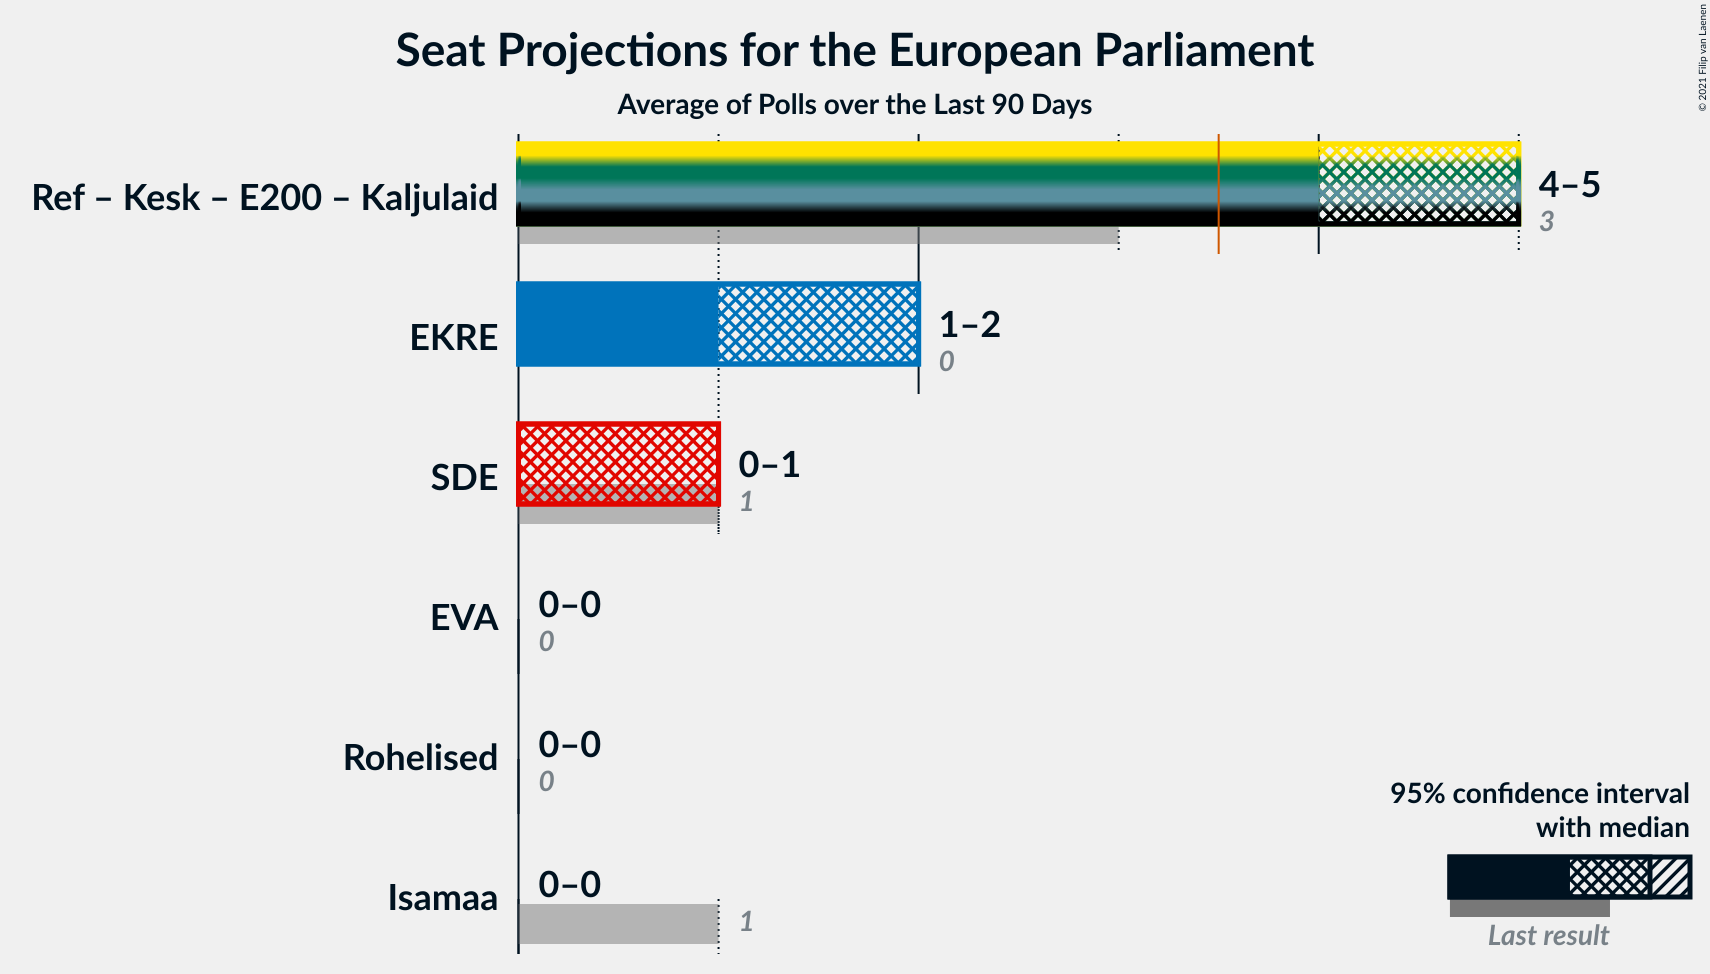 Seat Projections for the European Parliament
Average of Polls over the Last 90 Days
© 2021 Filip van Laenen
Ref – Kesk – E200 – Kaljulaid
4–5
3
EKRE
1–2
0
SDE
0–1
1
EVA
0–0
0
Rohelised
0–0
0
Isamaa
0–0
1
95% confidence interval
with median
Last result